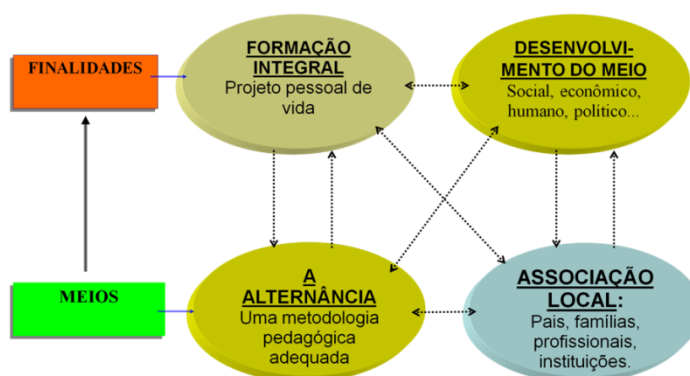 FINALIDADES
FORMAÇÃO
INTEGRAL
Projeto pessoal de
vida
DESENVOLVI-
MENTO DO MEIO
Social, econômico,
humano, político...
MEIOS
A
ALTERNÂNCIA
Uma metodologia
pedagógica
adequada
ASSOCIAÇÃO
LOCAL:
Pais, famílias,
profissionais,
instituições.